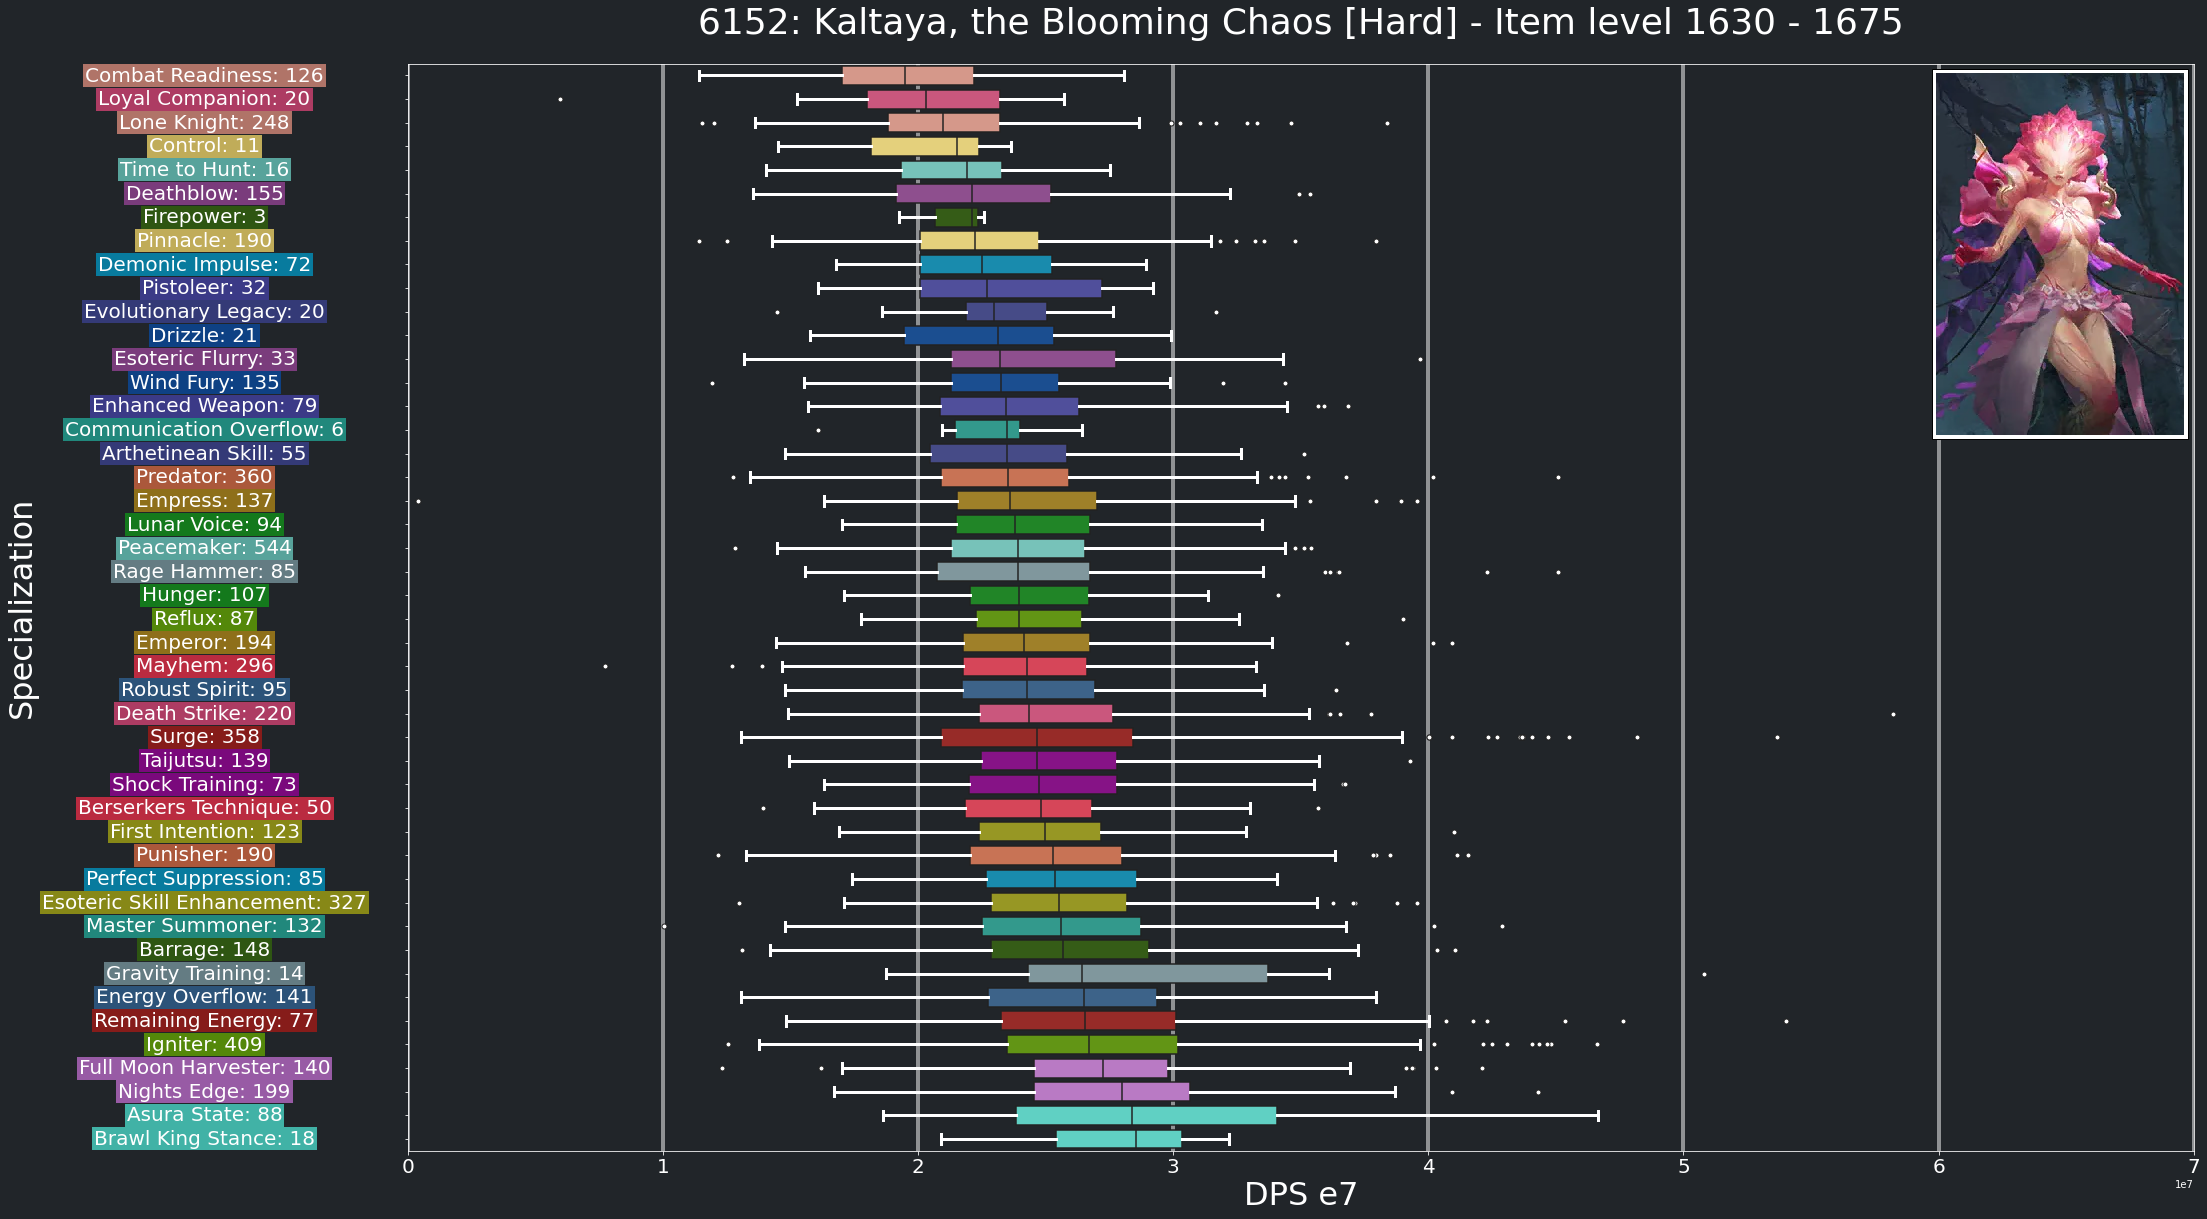 6152: Kaltaya, the Blooming Chaos [Hard] - Item level 1630 - 1675
Specialization
Combat Readiness: 126
Loyal Companion: 20
Lone Knight: 248
Control: 11
Time to Hunt: 16
Deathblow: 155
Firepower: 3
Pinnacle: 190
Demonic Impulse: 72
Pistoleer: 32
Evolutionary Legacy: 20
Drizzle: 21
Esoteric Flurry: 33
Wind Fury: 135
Enhanced Weapon: 79
Communication Overflow: 6
Arthetinean Skill: 55
Predator: 360
Empress: 137
Lunar Voice: 94
Peacemaker: 544
Rage Hammer: 85
Hunger: 107
Reflux: 87
Emperor: 194
Mayhem: 296
Robust Spirit: 95
Death Strike: 220
Surge: 358
Taijutsu: 139
Shock Training: 73
Berserkers Technique: 50
First Intention: 123
Punisher: 190
Perfect Suppression: 85
Esoteric Skill Enhancement: 327
Master Summoner: 132
Barrage: 148
Gravity Training: 14
Energy Overflow: 141
Remaining Energy: 77
Igniter: 409
Full Moon Harvester: 140
Nights Edge: 199
Asura State: 88
Brawl King Stance: 18
0 1 2 3 4 5 6 7
1e7
DPS e7